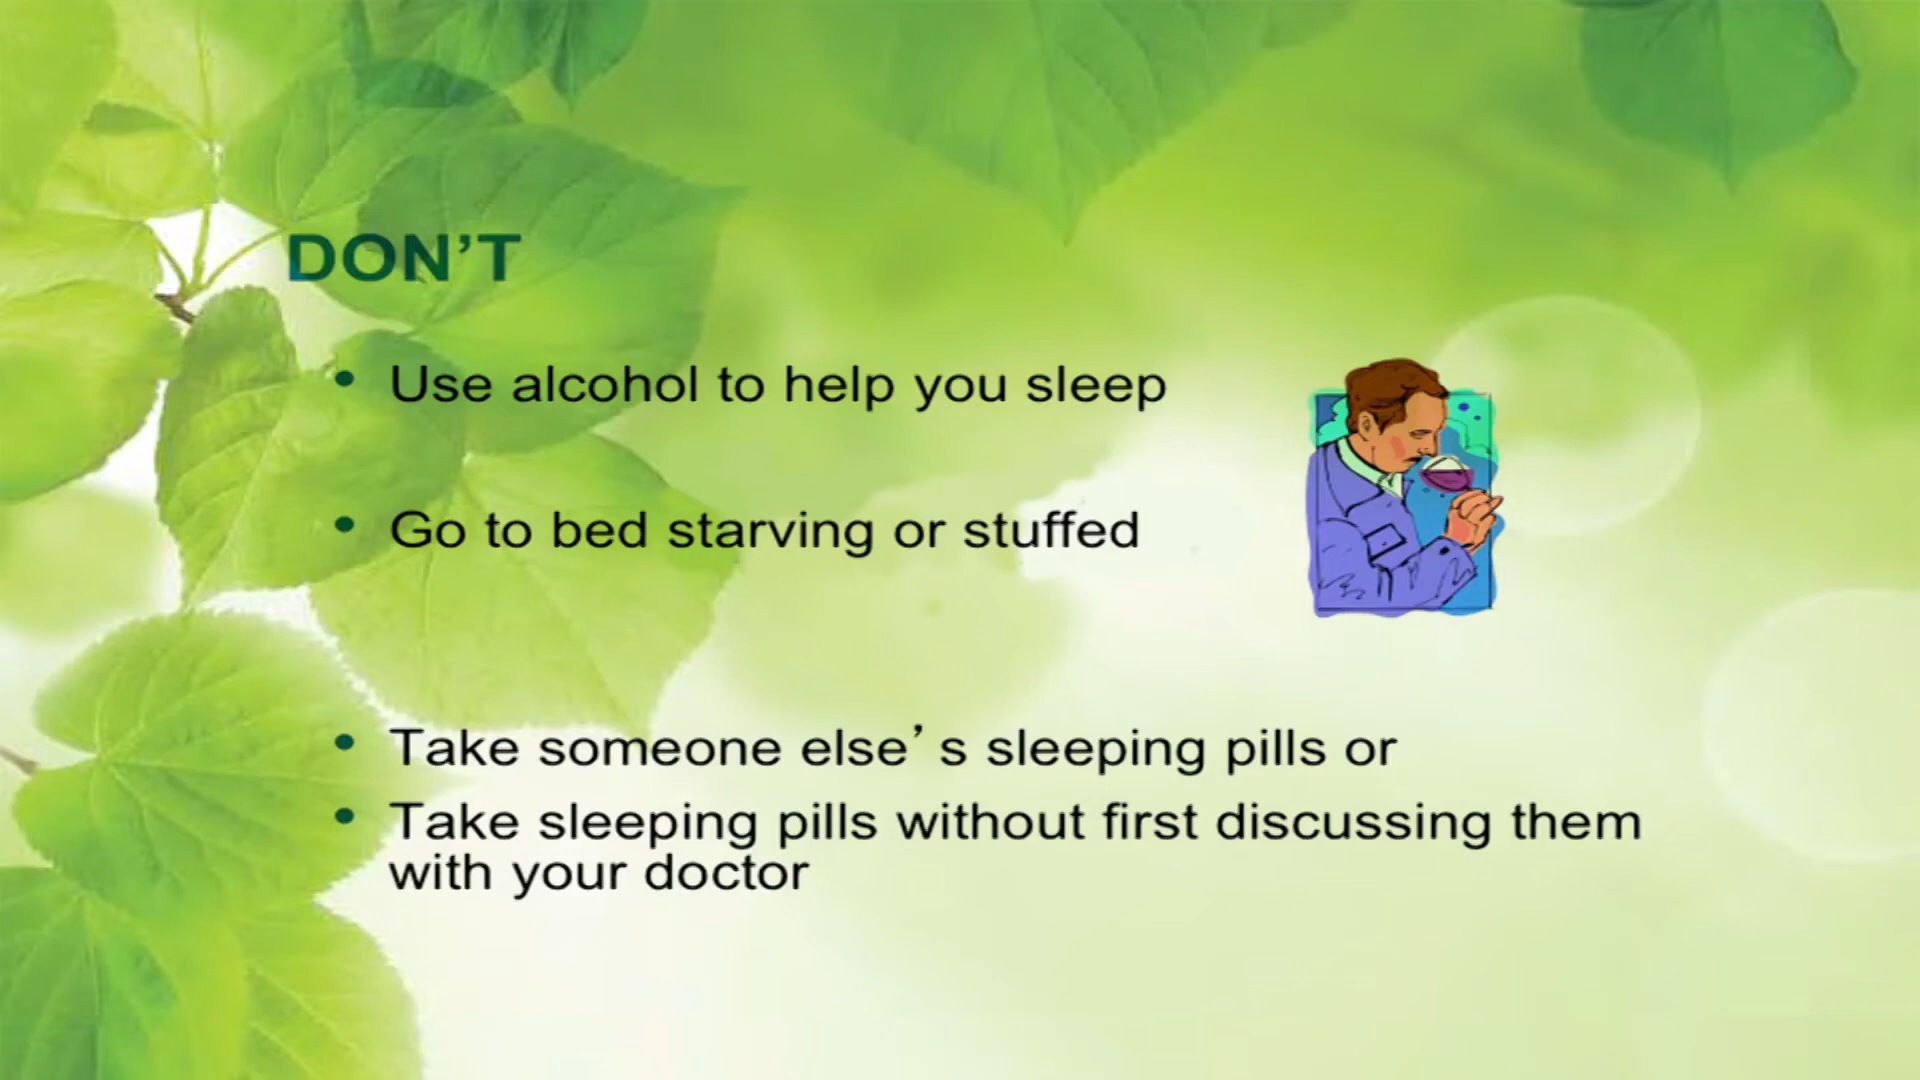 DON’T
• Use alcohol to help you sleep
• Go to bed starving or stuffed
• Take someone else’s sleeping pills or
• Take sleeping pills without first discussing them
with your doctor